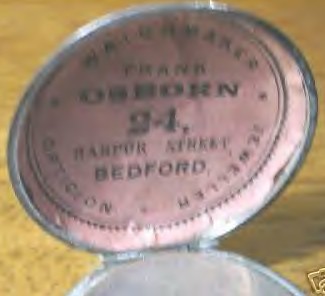 WATCHMAKER
FRANK
OSBORN
24,
HARPUR STREET
BEDFORD.
JEWELLER
OPTICIAN